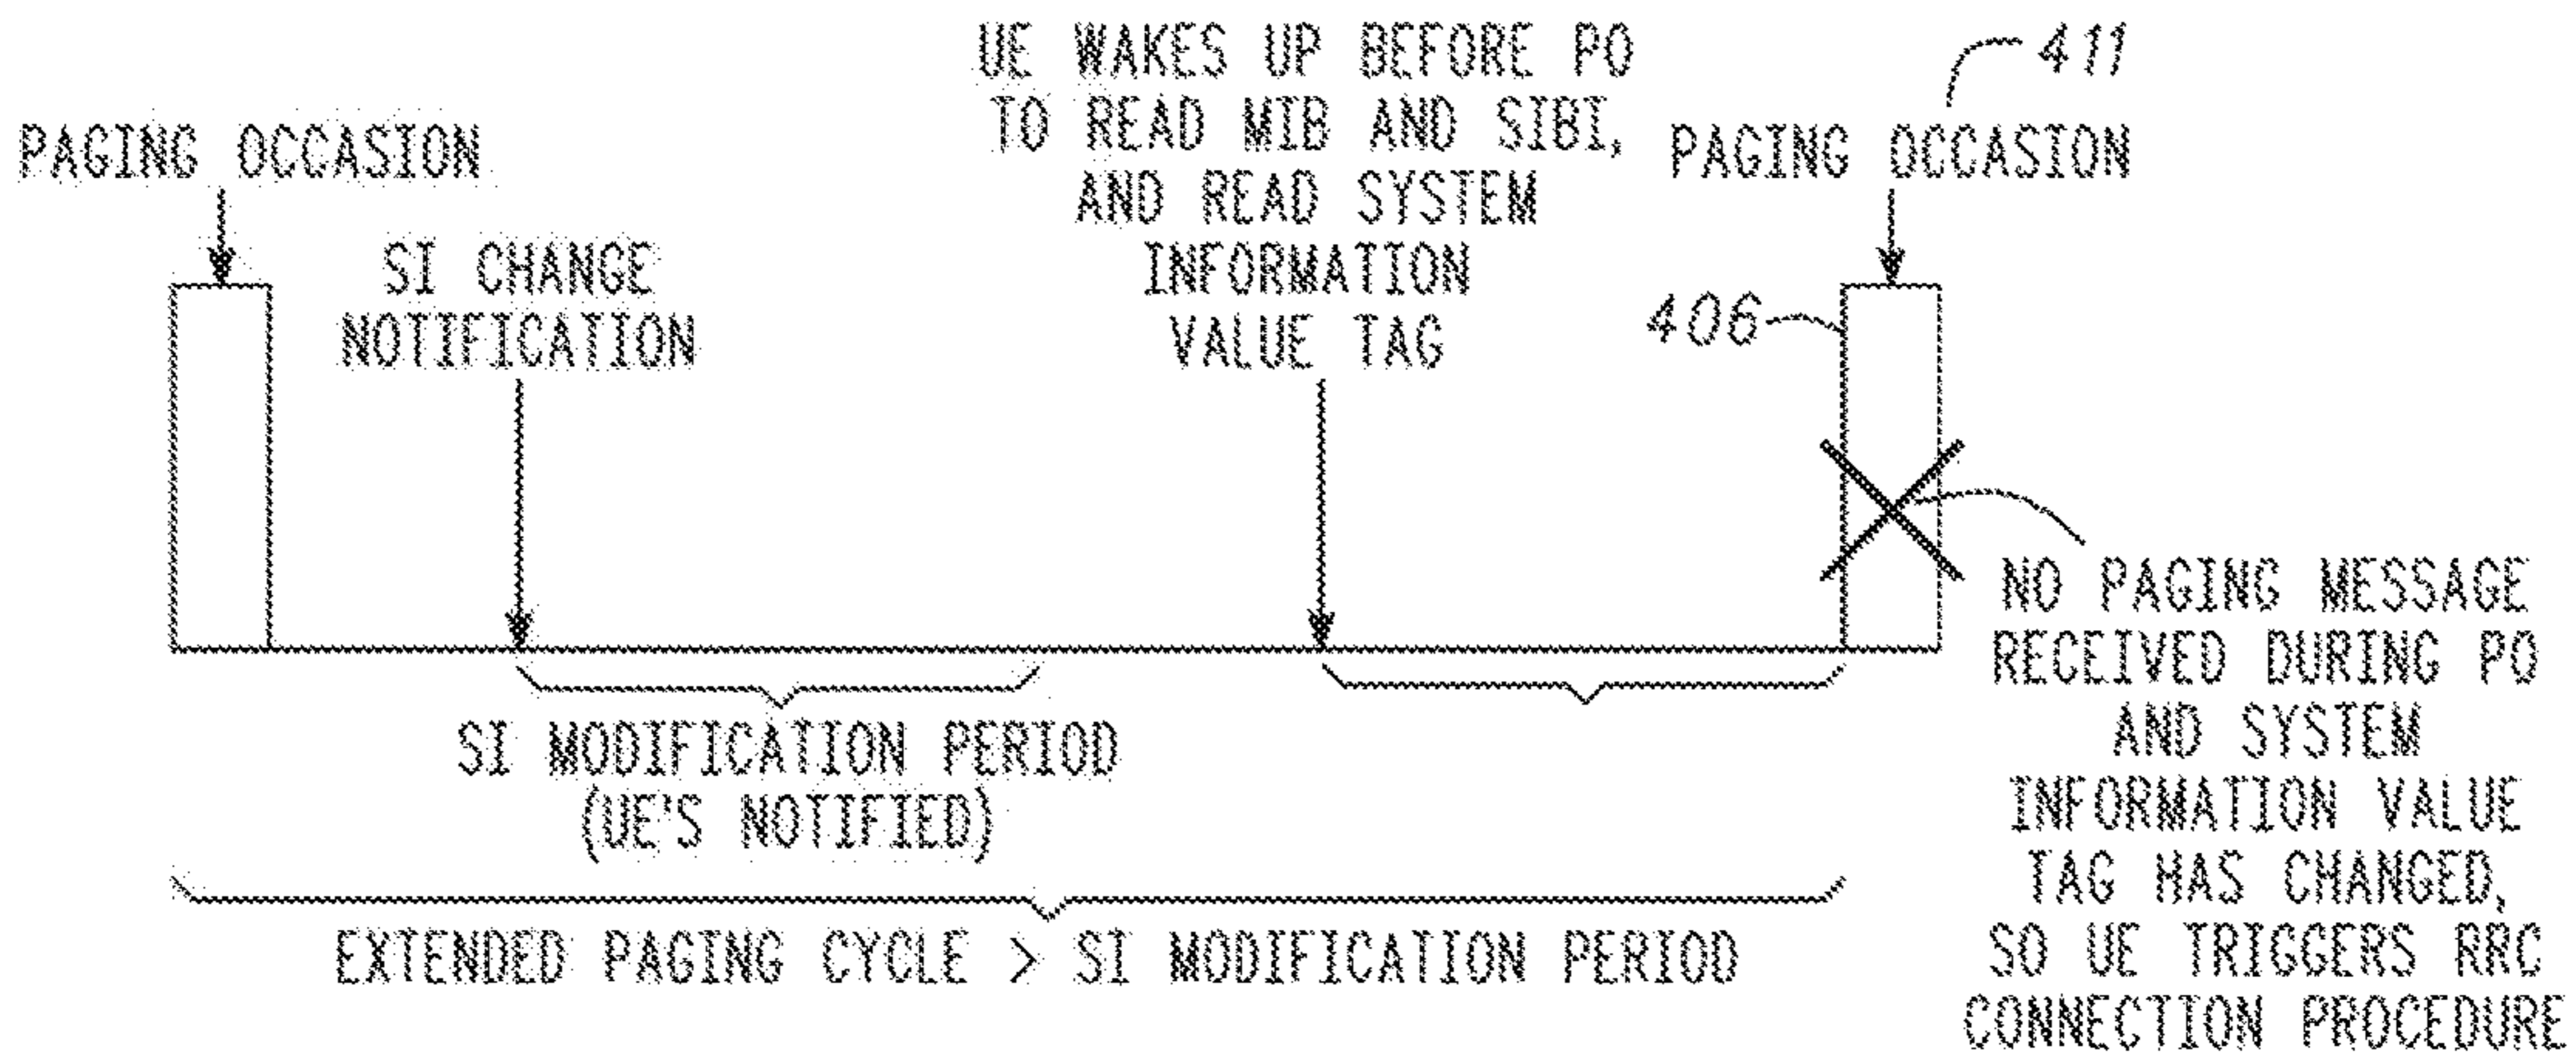 PAGING OCCASION
SI CHANGE
NOTIFICATION
UE WAKES UP BEFORE PO
TO READ MIB AND SIBI,
AND READ SYSTEM
INFORMATION
VALUE TAG
411
PAGING OCCASION
406
NO PAGING MESSAGE
RECEIVED DURING PO
AND SYSTEM
INFORMATION VALUE
TAG HAS CHANGED,
SO UE TRIGGERS RRC
CONNECTION PROCEDURE
SI MODIFICATION PERIOD
(UE'S NOTIFIED)
EXTENDED PAGING CYCLE > SI MODIFICATION PERIOD